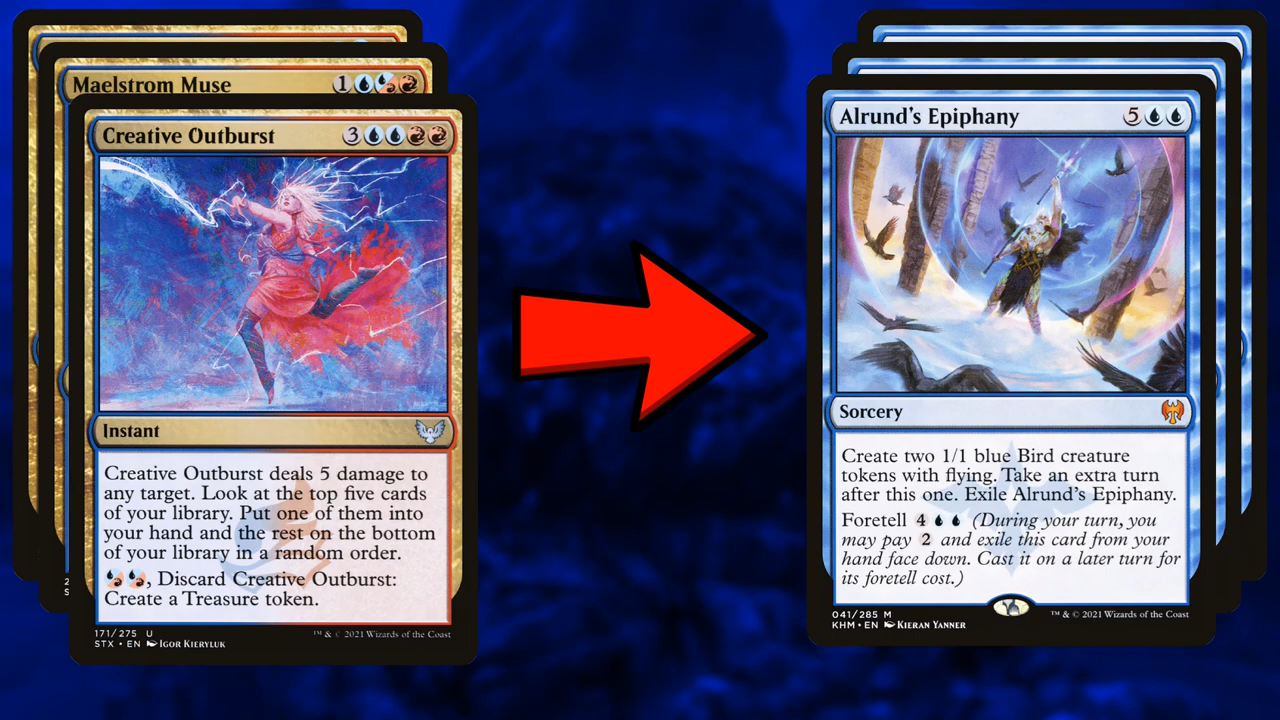 Maelstrom Muse
1
Creative Outburst
3
Instant
Creative Outburst deals 5 damage to
any target. Look at the top five cards
of your library. Put one of them into
your hand and the rest on the bottom
of your library in a random order.
, Discard Creative Outburst:
Create a Treasure token.
171/275 U
STX • EN IGOR KIERYLUK
™ & © 2021 Wizards of the Coast
2
S
Alrund's Epiphany
5
Sorcery
Create two 1/1 blue Bird creature
tokens with flying. Take an extra turn
after this one. Exile Alrund's Epiphany.
Foretell 4 (During your turn, you
may pay 2 and exile this card from your
hand face down. Cast it on a later turn for
its foretell cost.)
041/285 M
KHM • EN KIERAN YANNER
™ & © 2021 Wizards of the Coast